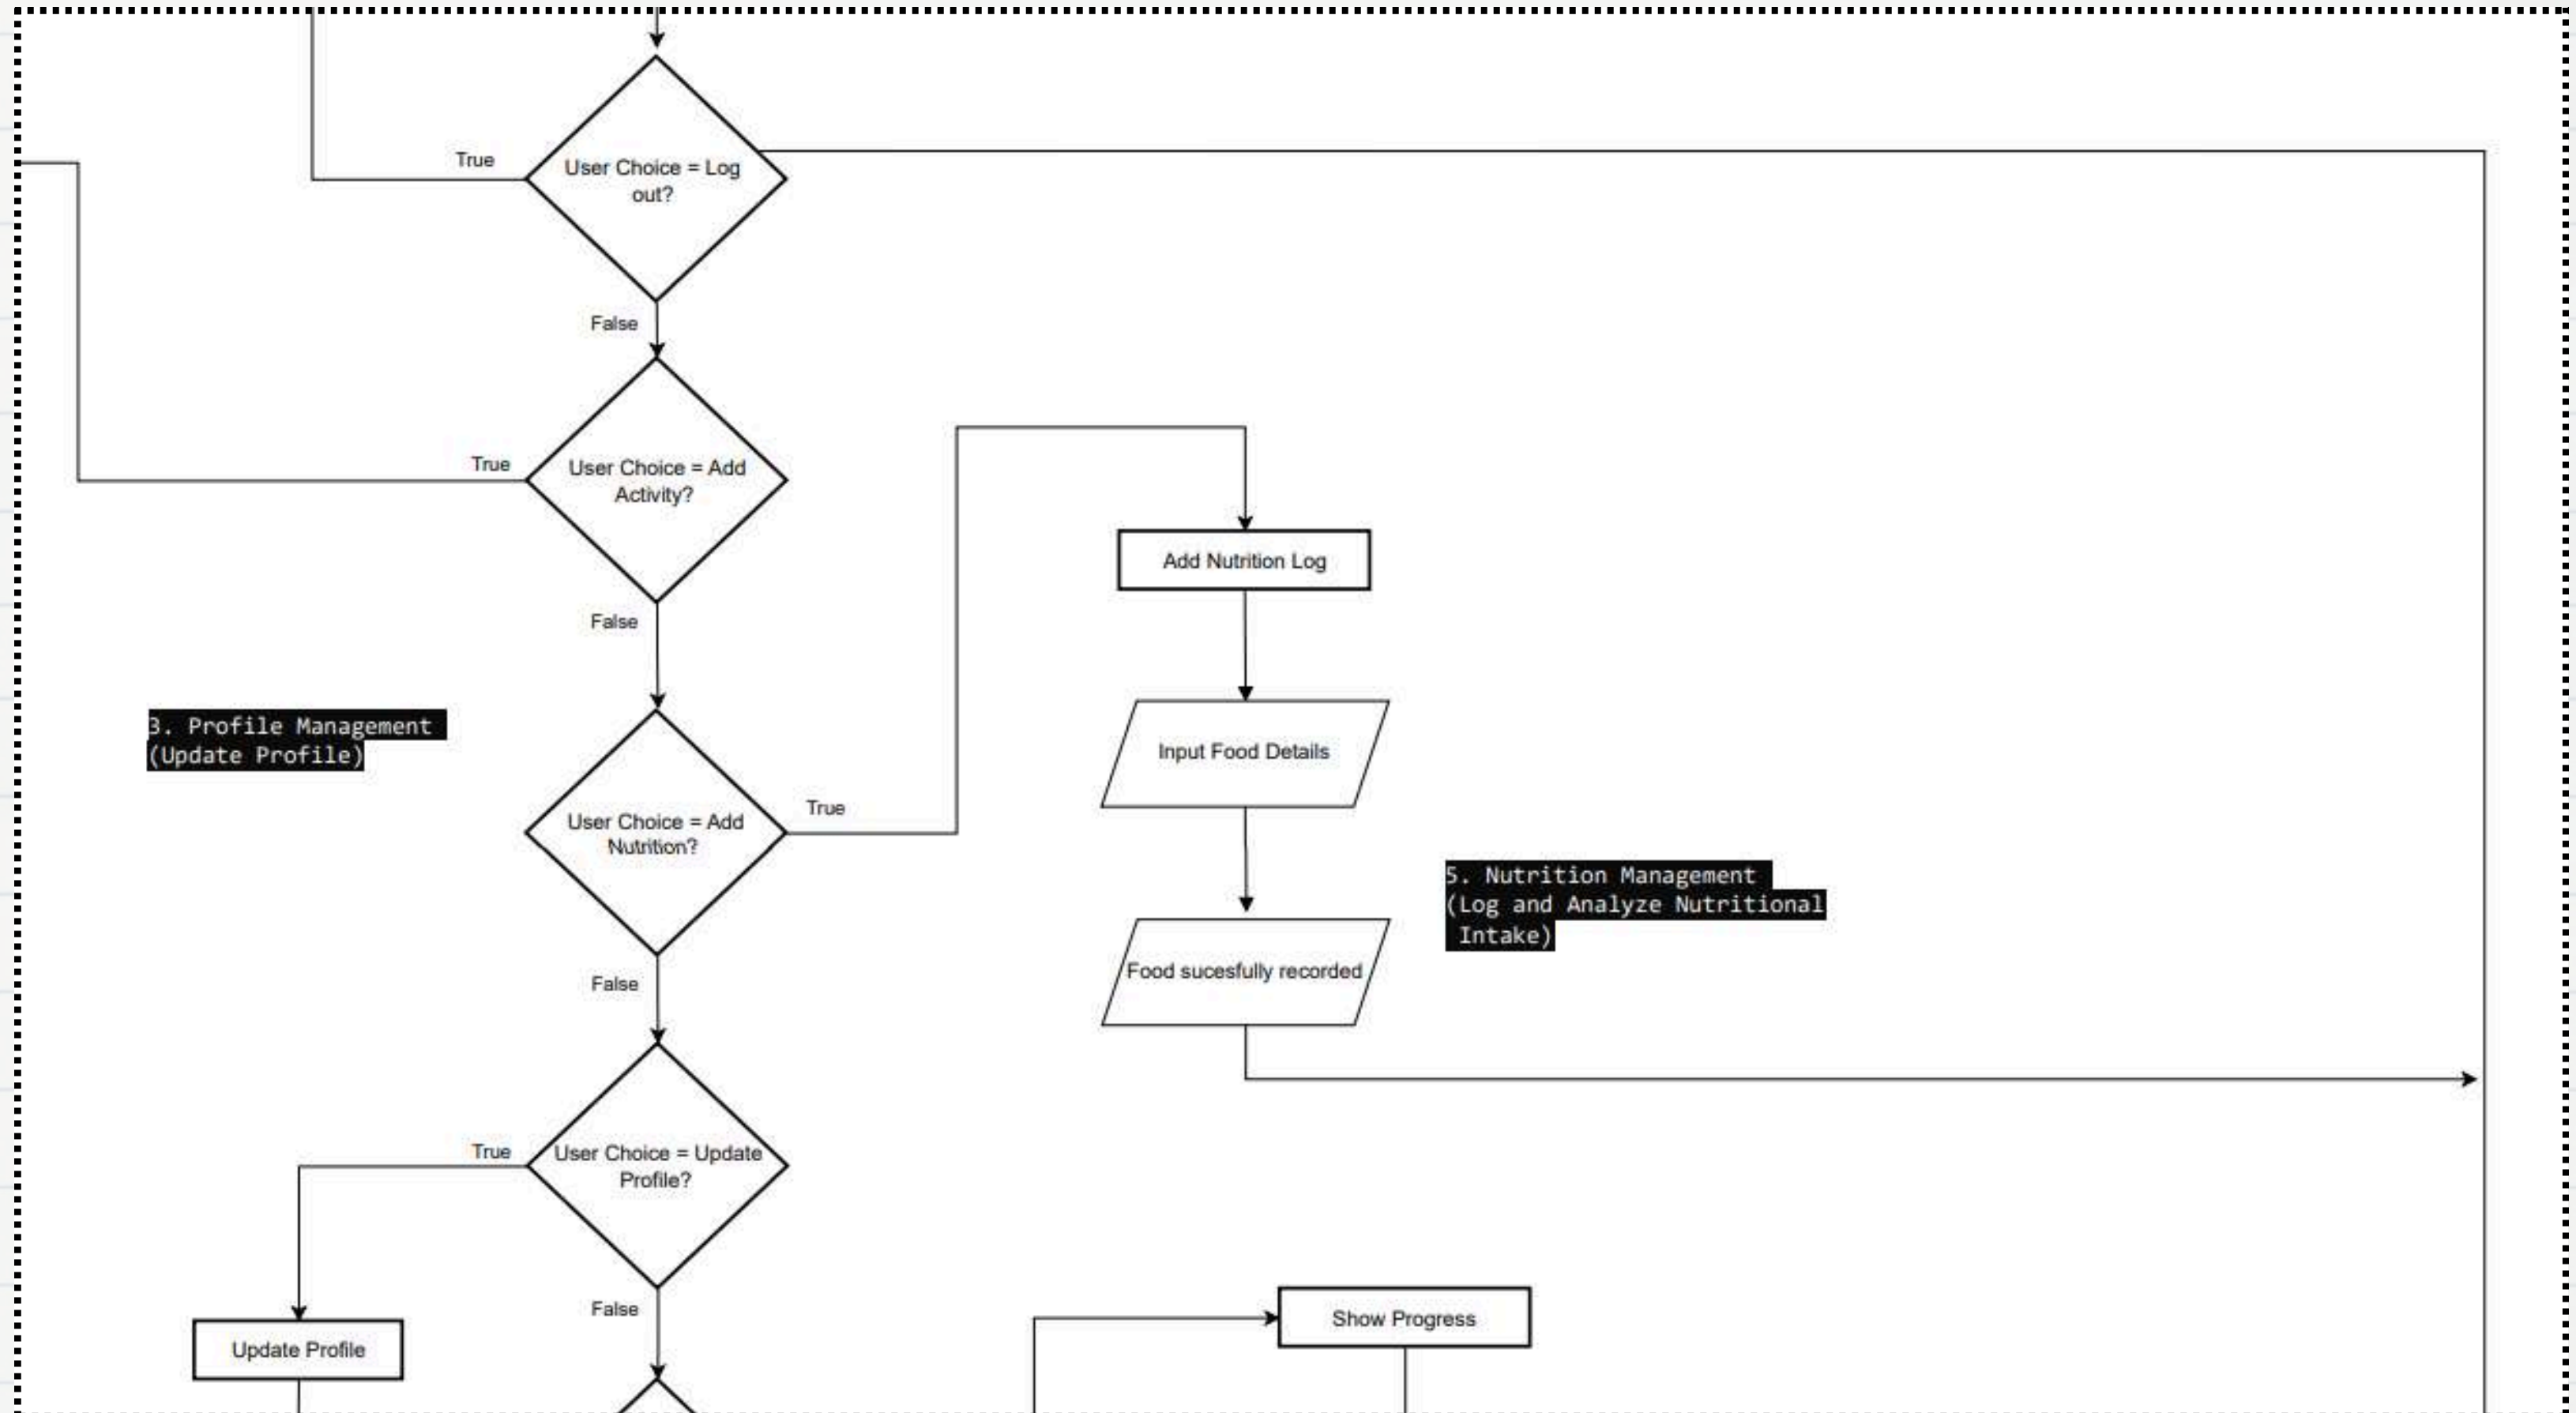 True
User Choice = Log
out?
False
True
User Choice = Add
Activity?
Add Nutrition Log
False
3. Profile Management
(Update Profile)
Input Food Details
True
User Choice = Add
Nutrition?
5. Nutrition Management
(Log and Analyze Nutritional
Intake)
Food sucesfully recorded
False
True
User Choice = Update
Profile?
False
Show Progress
Update Profile